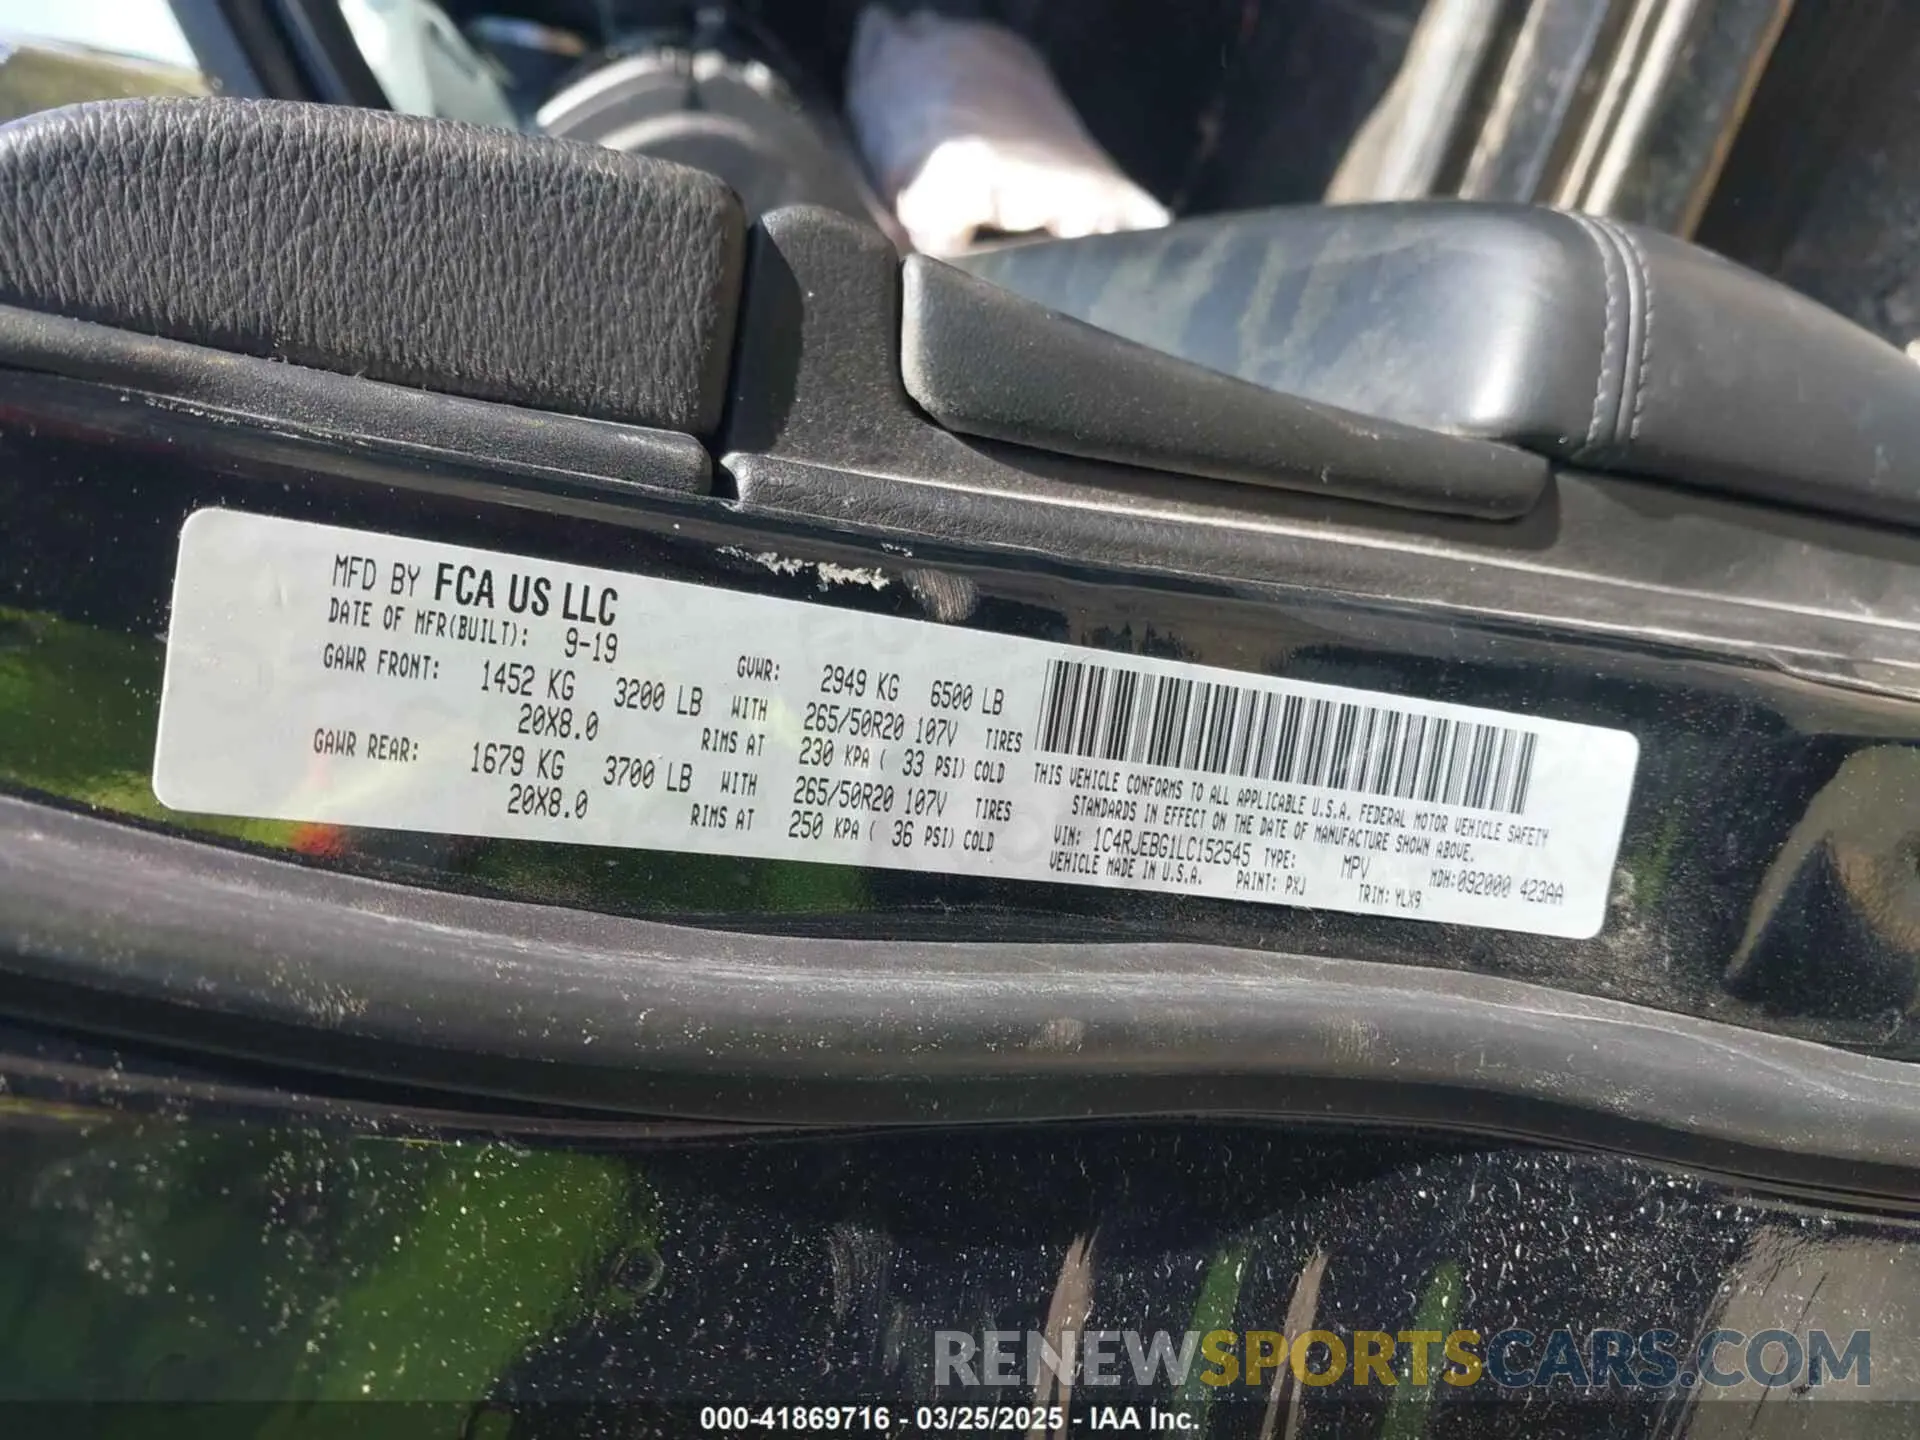 MFD BY FCA US LLC
DATE OF MFR(BUILT): 9-19
GVWR: 2949 KG 6500 LB
GAWR FRONT: 1452 KG 3200 LB WITH 265/50R20 107V TIRES
20X8.0 RIMS AT 230 KPA ( 33 PSI) COLD
GAWR REAR: 1679 KG 3700 LB WITH 265/50R20 107V TIRES
20X8.0 RIMS AT 250 KPA ( 36 PSI) COLD
THIS VEHICLE CONFORMS TO ALL APPLICABLE U.S.A. FEDERAL MOTOR VEHICLE SAFETY
STANDARDS IN EFFECT ON THE DATE OF MANUFACTURE SHOWN ABOVE.
VIN: 1C4RJEBG1LC152545 TYPE: MPV MDH:092000 423AA
VEHICLE MADE IN U.S.A. PAINT: PXJ TRIM: YLX9
RENEWSPORTSCARS.COM
000-41869716 - 03/25/2025 - IAA Inc.